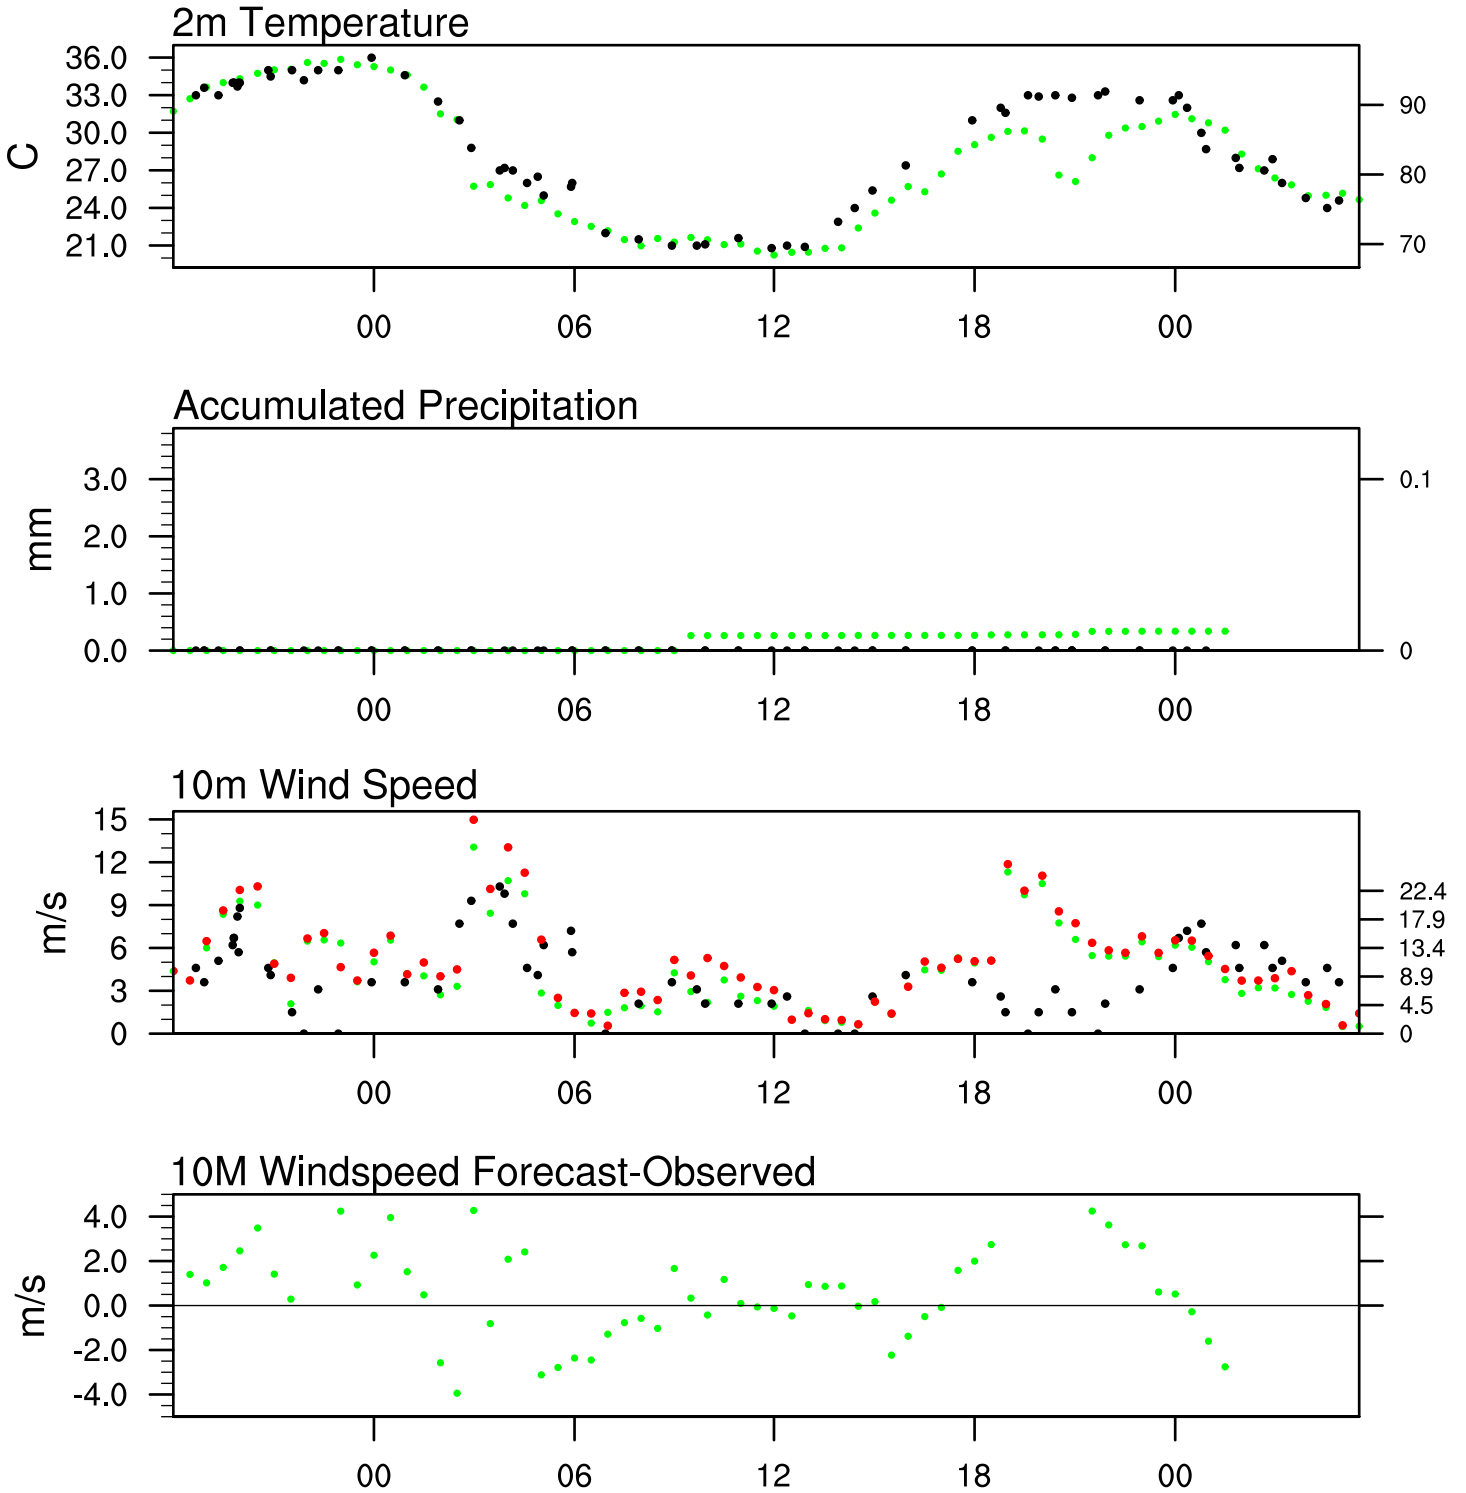 2m Temperature
36.0
33.0
30.0
27.0
24.0
21.0
C
90
80
70
00 06 12 18 00
Accumulated Precipitation
3.0
2.0
1.0
0.0
mm
0.1
0
00 06 12 18 00
10m Wind Speed
15
12
9
6
3
0
m/s
22.4
17.9
13.4
8.9
4.5
0
00 06 12 18 00
10M Windspeed Forecast-Observed
4.0
2.0
0.0
-2.0
-4.0
m/s
00 06 12 18 00